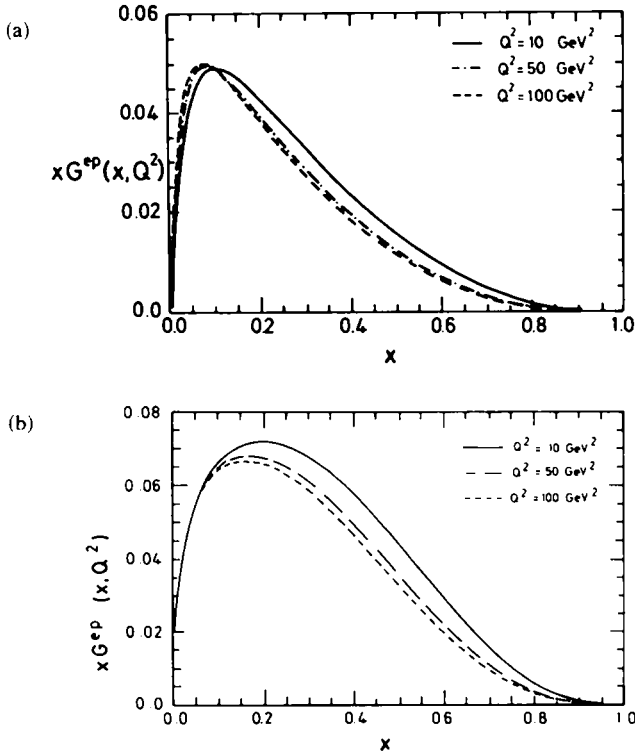 (a)
0.06
0.04
0.02
0.0
xG^ep(x,Q²)
Q²=10 GeV²
Q²=50 GeV²
Q²=100GeV²
0.0 0.2 0.4 0.6 0.8 1.0
x
(b)
0.08
0.06
0.04
0.02
0.0
xG^ep (x,Q²)
Q² = 10 GeV²
Q² = 50 GeV²
Q² = 100 GeV²
0.0 0.2 0.4 0.6 0.8 1.0
x